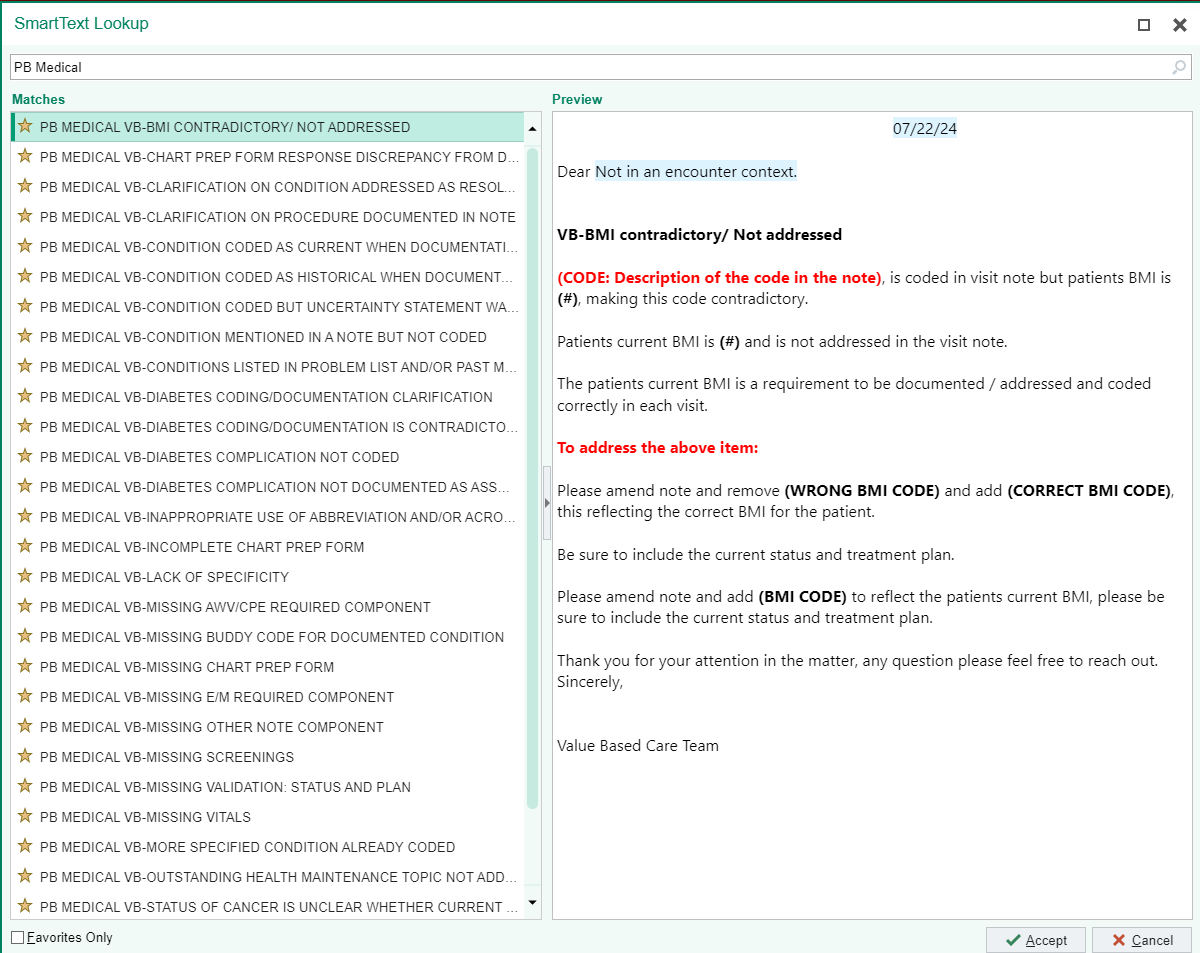 SmartText Lookup
PB Medical
Matches
PB MEDICAL VB-BMI CONTRADICTORY/ NOT ADDRESSED
PB MEDICAL VB-CHART PREP FORM RESPONSE DISCREPANCY FROM D...
PB MEDICAL VB-CLARIFICATION ON CONDITION ADDRESSED AS RESOL...
PB MEDICAL VB-CLARIFICATION ON PROCEDURE DOCUMENTED IN NOTE
PB MEDICAL VB-CONDITION CODED AS CURRENT WHEN DOCUMENTATI...
PB MEDICAL VB-CONDITION CODED AS HISTORICAL WHEN DOCUMENT...
PB MEDICAL VB-CONDITION CODED BUT UNCERTAINTY STATEMENT WA...
PB MEDICAL VB-CONDITION MENTIONED IN A NOTE BUT NOT CODED
PB MEDICAL VB-CONDITIONS LISTED IN PROBLEM LIST AND/OR PAST M...
PB MEDICAL VB-DIABETES CODING/DOCUMENTATION CLARIFICATION
PB MEDICAL VB-DIABETES CODING/DOCUMENTATION IS CONTRADICTO...
PB MEDICAL VB-DIABETES COMPLICATION NOT CODED
PB MEDICAL VB-DIABETES COMPLICATION NOT DOCUMENTED AS ASS...
PB MEDICAL VB-INAPPROPRIATE USE OF ABBREVIATION AND/OR ACRO...
PB MEDICAL VB-INCOMPLETE CHART PREP FORM
PB MEDICAL VB-LACK OF SPECIFICITY
PB MEDICAL VB-MISSING AWV/CPE REQUIRED COMPONENT
PB MEDICAL VB-MISSING BUDDY CODE FOR DOCUMENTED CONDITION
PB MEDICAL VB-MISSING CHART PREP FORM
PB MEDICAL VB-MISSING E/M REQUIRED COMPONENT
PB MEDICAL VB-MISSING OTHER NOTE COMPONENT
PB MEDICAL VB-MISSING SCREENINGS
PB MEDICAL VB-MISSING VALIDATION: STATUS AND PLAN
PB MEDICAL VB-MISSING VITALS
PB MEDICAL VB-MORE SPECIFIED CONDITION ALREADY CODED
PB MEDICAL VB-OUTSTANDING HEALTH MAINTENANCE TOPIC NOT ADD...
PB MEDICAL VB-STATUS OF CANCER IS UNCLEAR WHETHER CURRENT ...
Favorites Only
Preview
07/22/24
Dear Not in an encounter context.
VB-BMI contradictory/ Not addressed
(CODE: Description of the code in the note), is coded in visit note but patients BMI is
(#), making this code contradictory.
Patients current BMI is (#) and is not addressed in the visit note.
The patients current BMI is a requirement to be documented / addressed and coded
correctly in each visit.
To address the above item:
Please amend note and remove (WRONG BMI CODE) and add (CORRECT BMI CODE),
this reflecting the correct BMI for the patient.
Be sure to include the current status and treatment plan.
Please amend note and add (BMI CODE) to reflect the patients current BMI, please be
sure to include the current status and treatment plan.
Thank you for your attention in the matter, any question please feel free to reach out.
Sincerely,
Value Based Care Team
Accept
Cancel